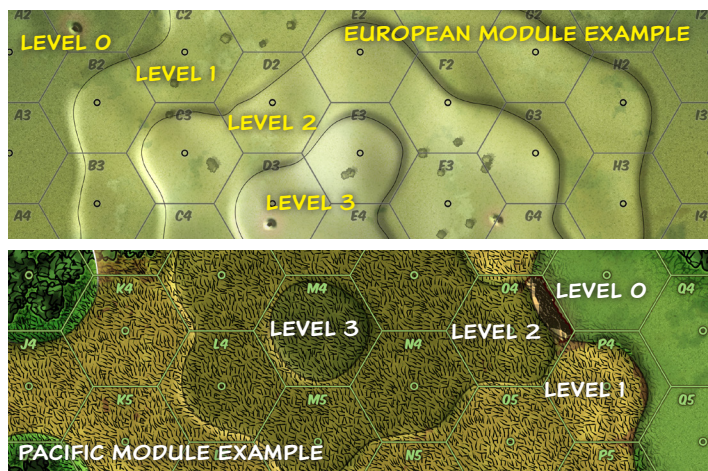 A2 C2 G2 I2
LEVEL 0
EUROPEAN MODULE EXAMPLE
B2 D2 F2 H2
LEVEL 1
A3 C3 E3 G3 I3
LEVEL 2
B3 D3 F3 H3
LEVEL 3
A4 C4 E4 G4 I4
K4 M4 O4 Q4
LEVEL 0
LEVEL 3
LEVEL 2
J4 L4 N4 P4
LEVEL 1
K5 M5 O5 Q5
PACIFIC MODULE EXAMPLE
N5 P5